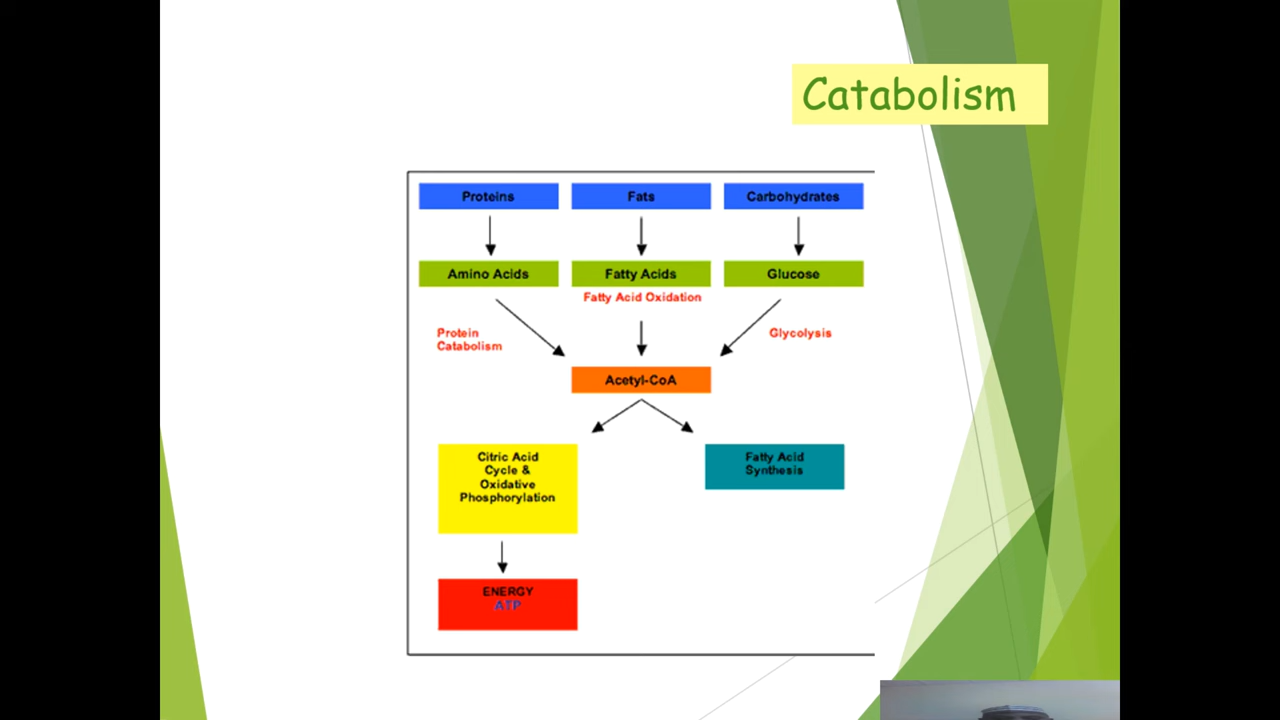 Catabolism
Proteins
Fats
Carbohydrates
Amino Acids
Fatty Acids
Glucose
Fatty Acid Oxidation
Protein
Catabolism
Glycolysis
Acetyl-CoA
Citric Acid
Cycle &
Oxidative
Phosphorylation
Fatty Acid
Synthesis
ENERGY
ATP